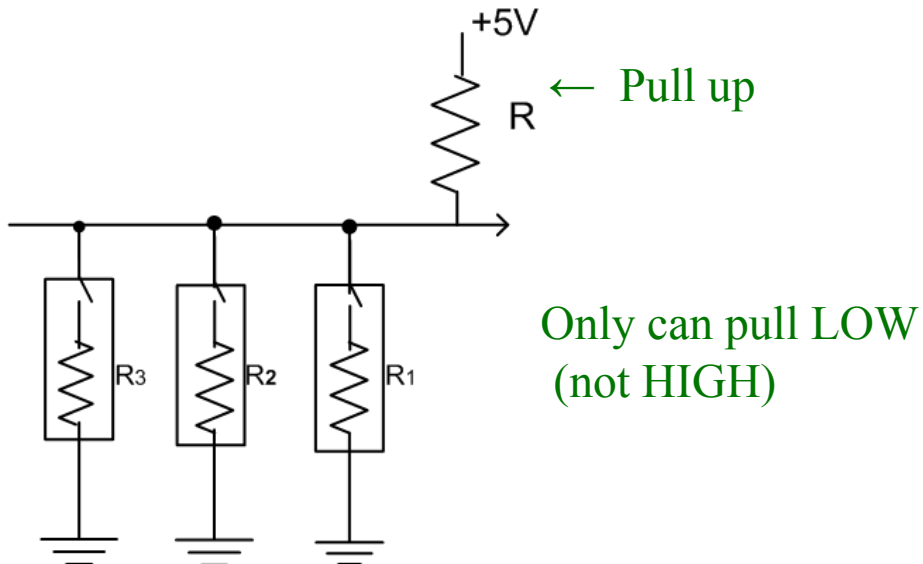 +5V
← Pull up
R
R3
R2
R1
Only can pull LOW
(not HIGH)